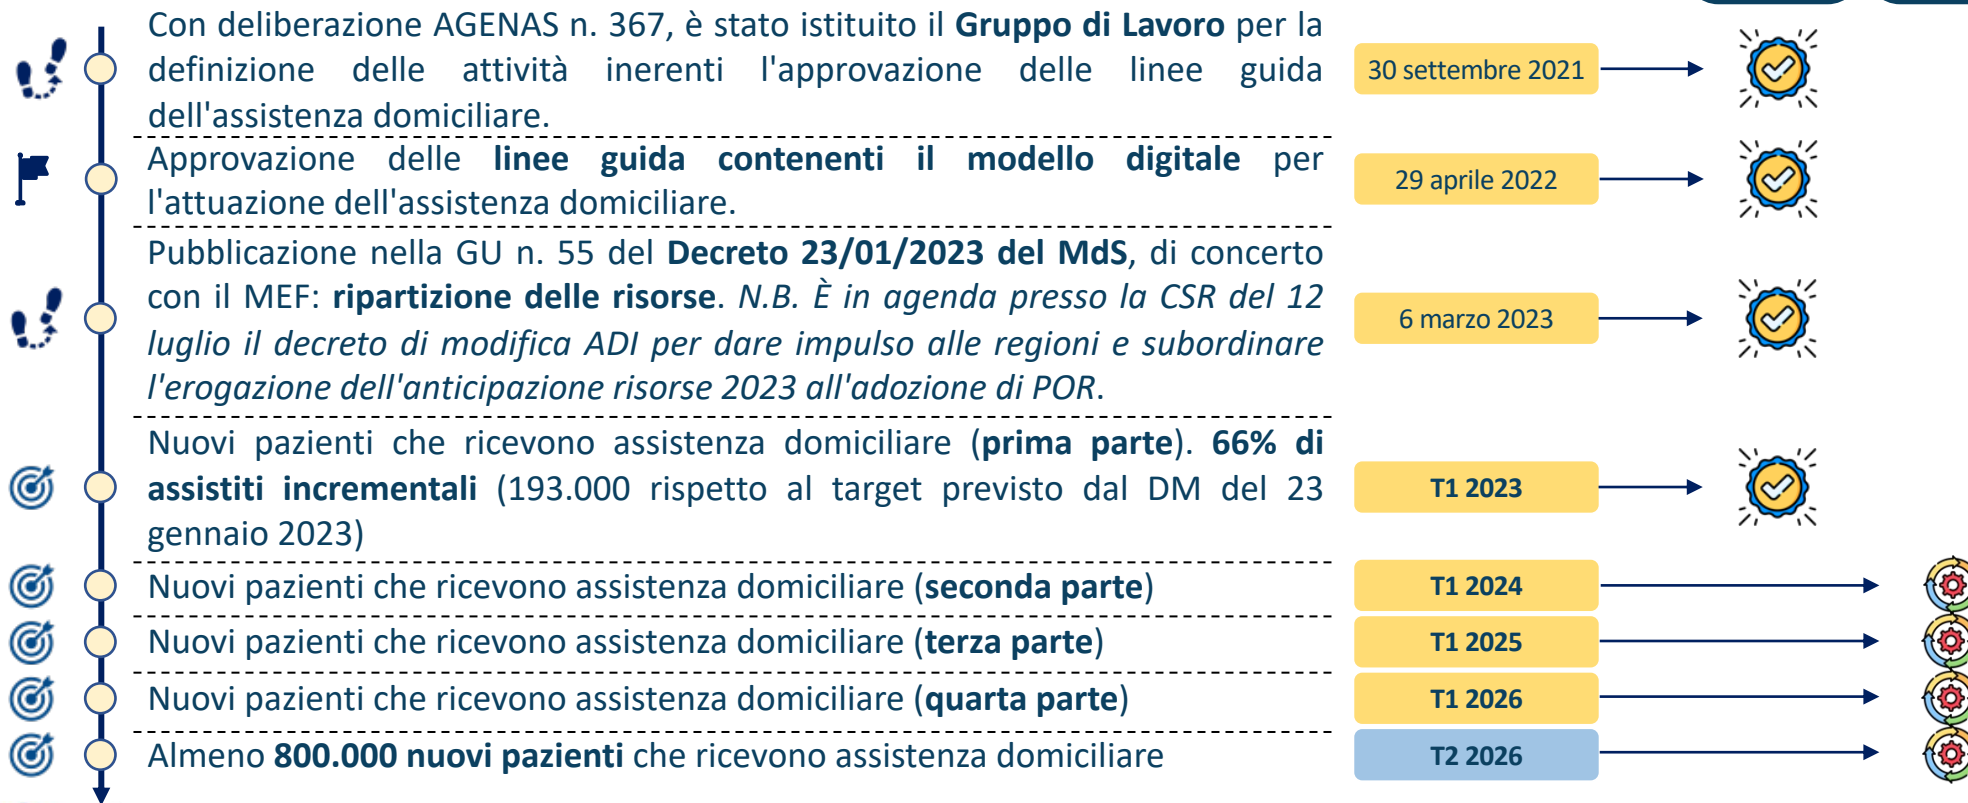 Con deliberazione AGENAS n. 367, è stato istituito il Gruppo di Lavoro per la
definizione delle attività inerenti l'approvazione delle linee guida
dell'assistenza domiciliare.
30 settembre 2021
Approvazione delle linee guida contenenti il modello digitale per
l'attuazione dell'assistenza domiciliare.
29 aprile 2022
Pubblicazione nella GU n. 55 del Decreto 23/01/2023 del MdS, di concerto
con il MEF: ripartizione delle risorse. N.B. È in agenda presso la CSR del 12
luglio il decreto di modifica ADI per dare impulso alle regioni e subordinare
l'erogazione dell'anticipazione risorse 2023 all'adozione di POR.
6 marzo 2023
Nuovi pazienti che ricevono assistenza domiciliare (prima parte). 66% di
assistiti incrementali (193.000 rispetto al target previsto dal DM del 23
gennaio 2023)
T1 2023
Nuovi pazienti che ricevono assistenza domiciliare (seconda parte)
T1 2024
Nuovi pazienti che ricevono assistenza domiciliare (terza parte)
T1 2025
Nuovi pazienti che ricevono assistenza domiciliare (quarta parte)
T1 2026
Almeno 800.000 nuovi pazienti che ricevono assistenza domiciliare
T2 2026